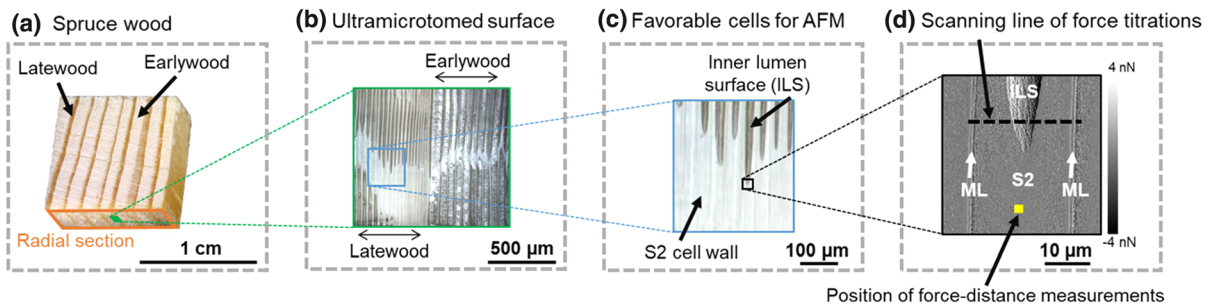 (a) Spruce wood
Latewood
Earlywood
Radial section
1 cm
(b) Ultramicrotomed surface
Earlywood
Latewood
500 µm
(c) Favorable cells for AFM
Inner lumen
surface (ILS)
S2 cell wall
100 µm
(d) Scanning line of force titrations
4 nN
ILS
S2
ML
ML
-4 nN
10 µm
Position of force-distance measurements